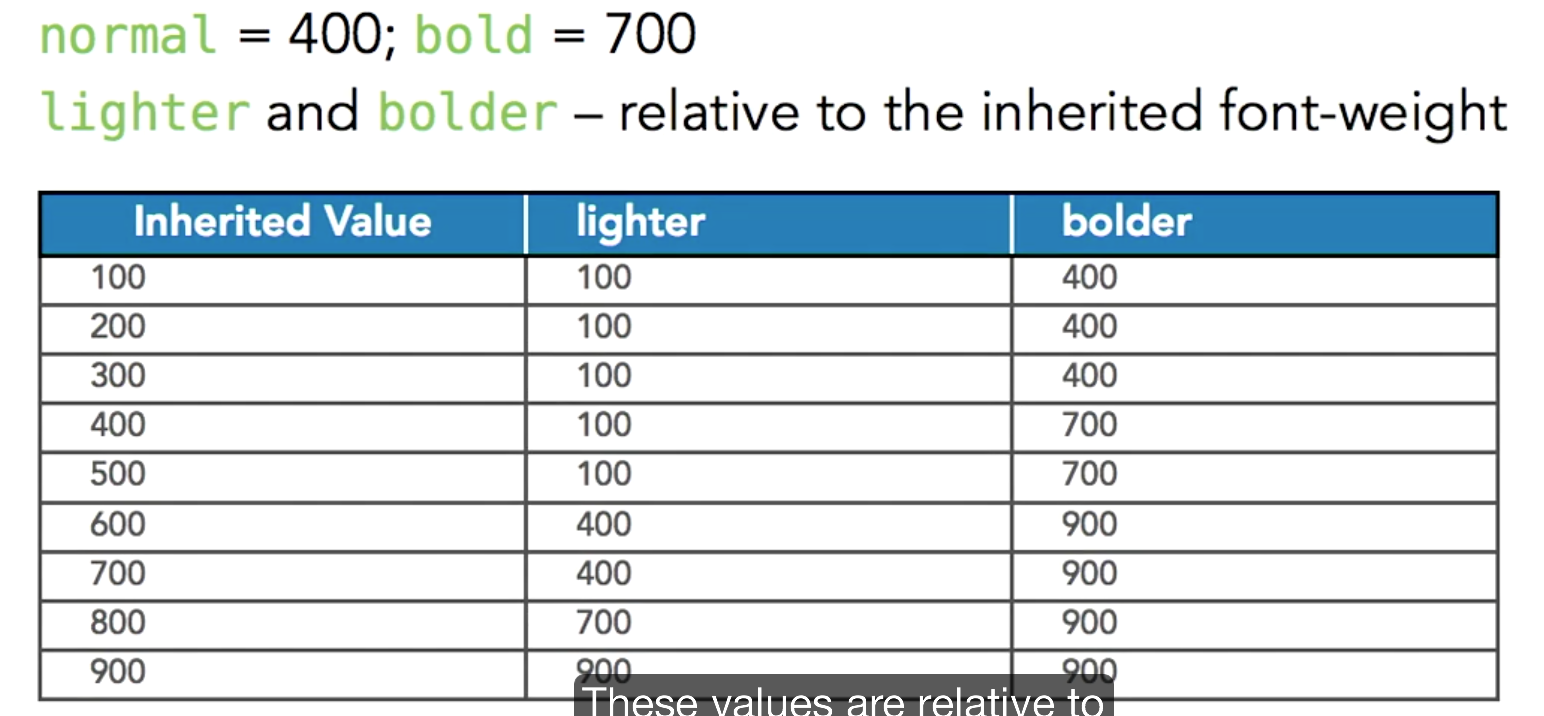 normal = 400; bold = 700
lighter and bolder – relative to the inherited font-weight
Inherited Value lighter bolder
100 100 400
200 100 400
300 100 400
400 100 700
500 100 700
600 400 900
700 400 900
800 700 900
900 900 900
These values are relative to